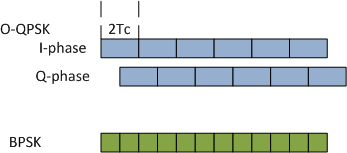 O-QPSK
2Tc
I-phase
Q-phase
BPSK